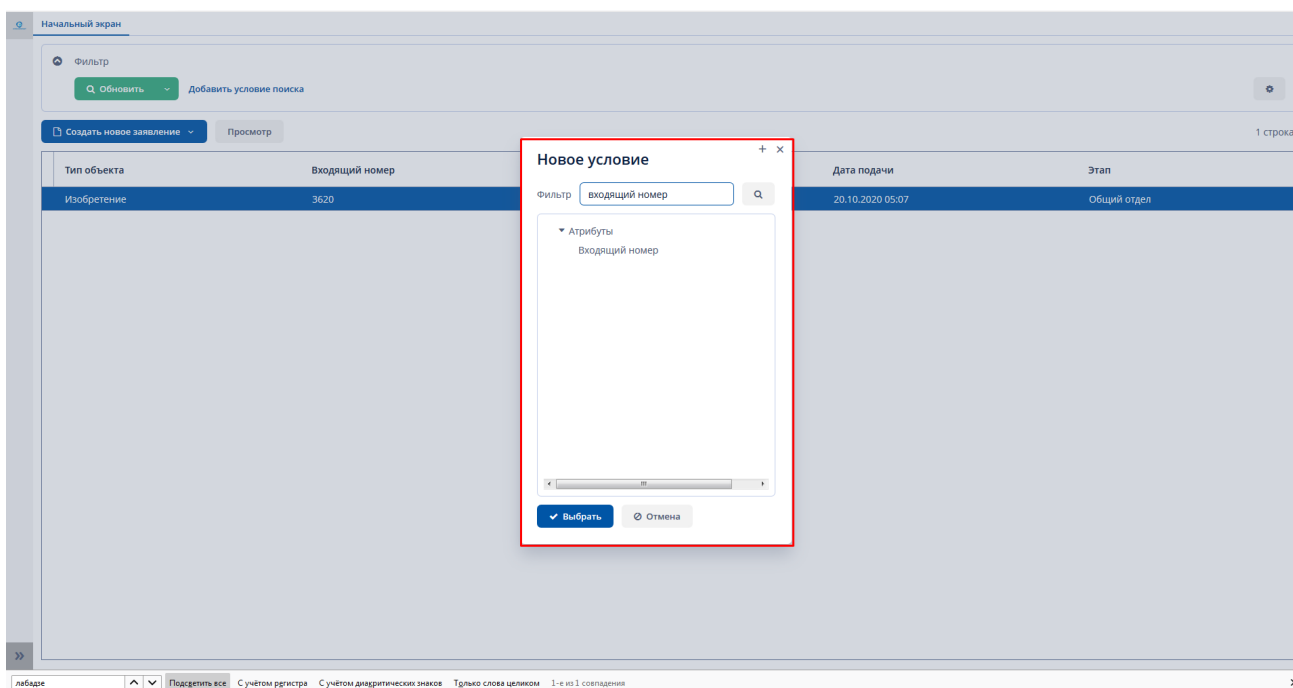 Начальный экран
Фильтр
Обновить
Добавить условие поиска
Создать новое заявление
Просмотр
1 строка
Тип объекта
Входящий номер
Дата подачи
Этап
Изобретение
3620
20.10.2020 05:07
Общий отдел
Новое условие
Фильтр
входящий номер
Атрибуты
Входящий номер
Выбрать
Отмена
лабадзе
Подсветить все
С учётом регистра
С учётом диакритических знаков
Только слова целиком
1-е из 1 совпадения